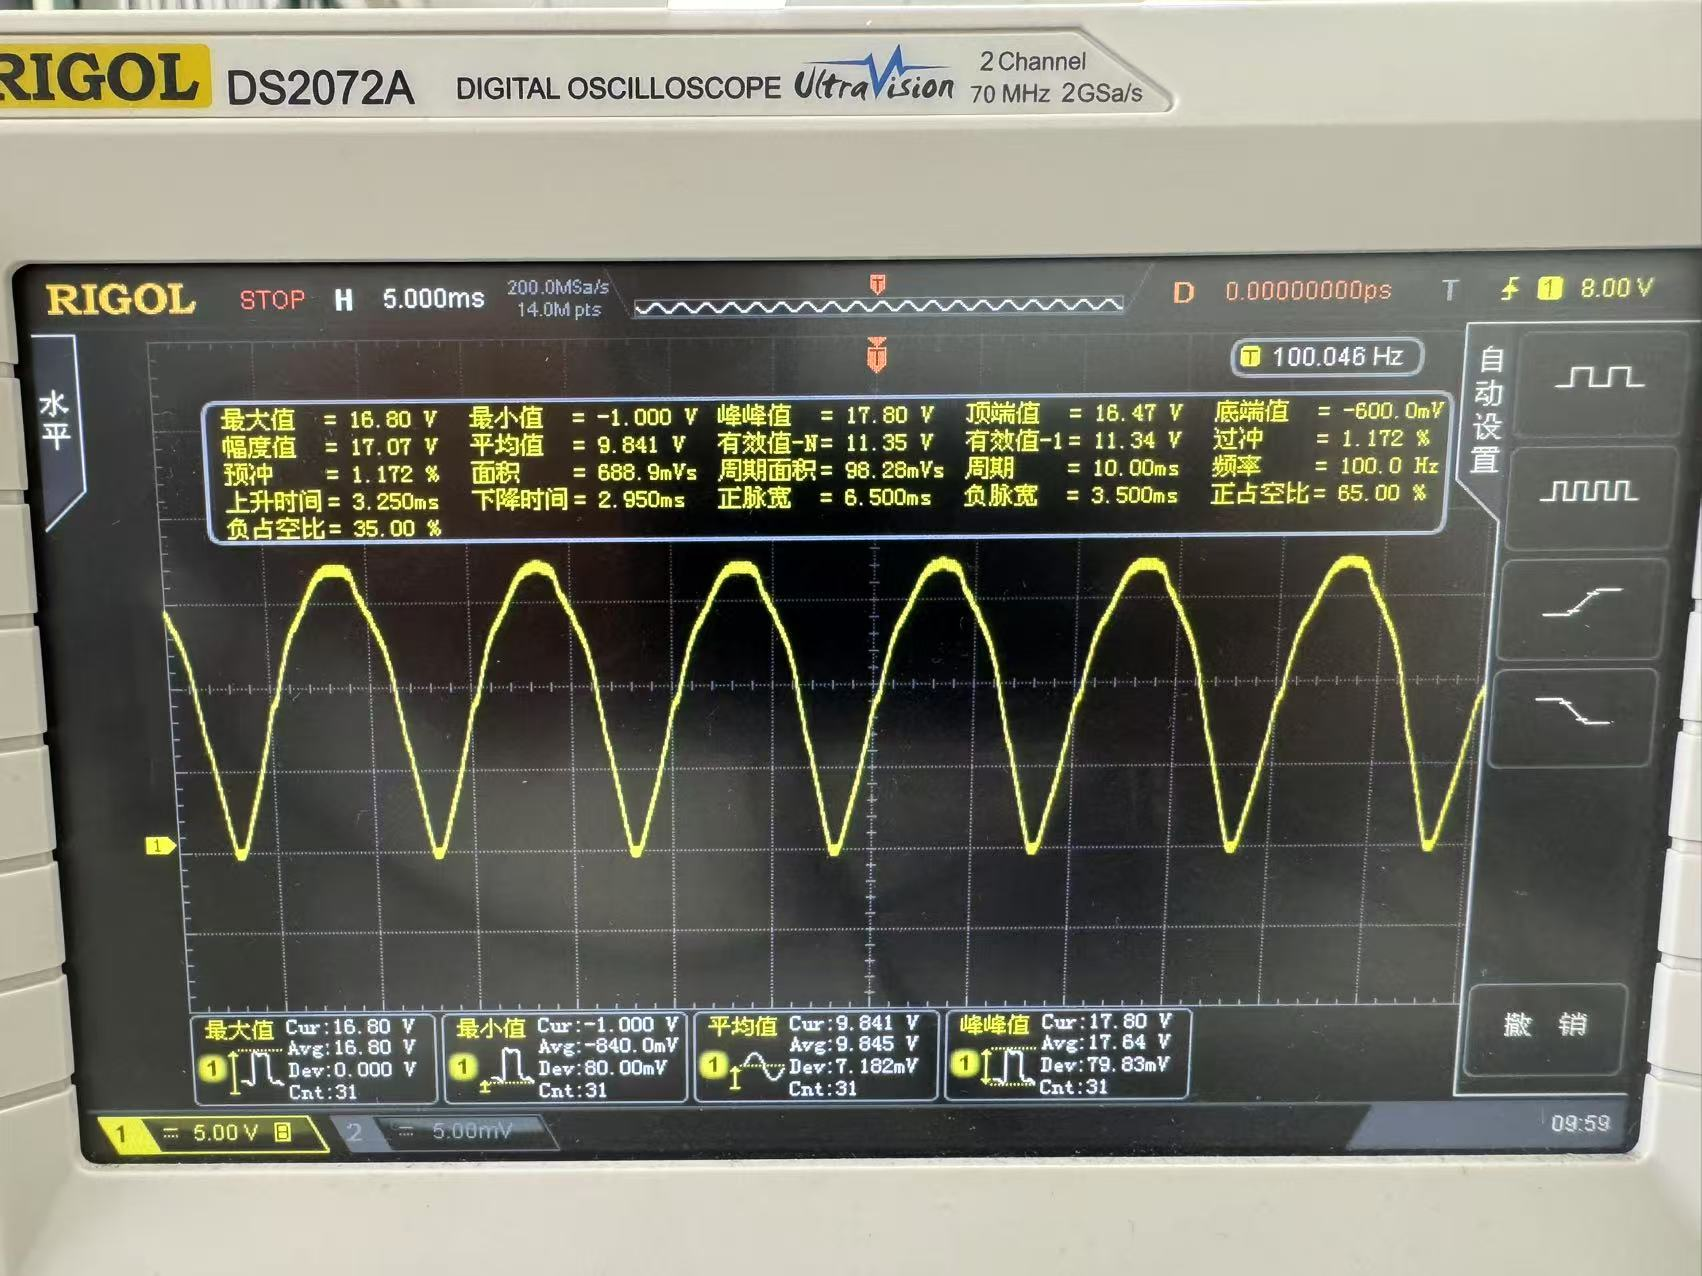 RIGOL DS2072A DIGITAL OSCILLOSCOPE UltraVision 2 Channel
70 MHz 2GSa/s
RIGOL STOP H 5.000ms 200.0MSa/s
14.0M pts
D 0.00000000ps T 1 8.00 V
T
T
T 100.046 Hz
水平
最大值 = 16.80 V 最小值 = -1.000 V 峰峰值 = 17.80 V 顶端值 = 16.47 V 底端值 = -600.0mV
幅度值 = 17.07 V 平均值 = 9.841 V 有效值-N= 11.35 V 有效值-1= 11.34 V 过冲 = 1.172 %
预冲 = 1.172 % 面积 = 688.9mVs 周期面积= 98.28mVs 周期 = 10.00ms 频率 = 100.0 Hz
上升时间= 3.250ms 下降时间= 2.950ms 正脉宽 = 6.500ms 负脉宽 = 3.500ms 正占空比= 65.00 %
负占空比= 35.00 %
自动设置
1
撤 销
最大值 Cur:16.80 V
Avg:16.80 V
1 Dev:0.000 V
Cnt:31
最小值 Cur:-1.000 V
Avg:-840.0mV
1 Dev:80.00mV
Cnt:31
平均值 Cur:9.841 V
Avg:9.845 V
1 Dev:7.182mV
Cnt:31
峰峰值 Cur:17.80 V
Avg:17.64 V
1 Dev:79.83mV
Cnt:31
1 = 5.00 V B 2 = 5.00mV 09:59